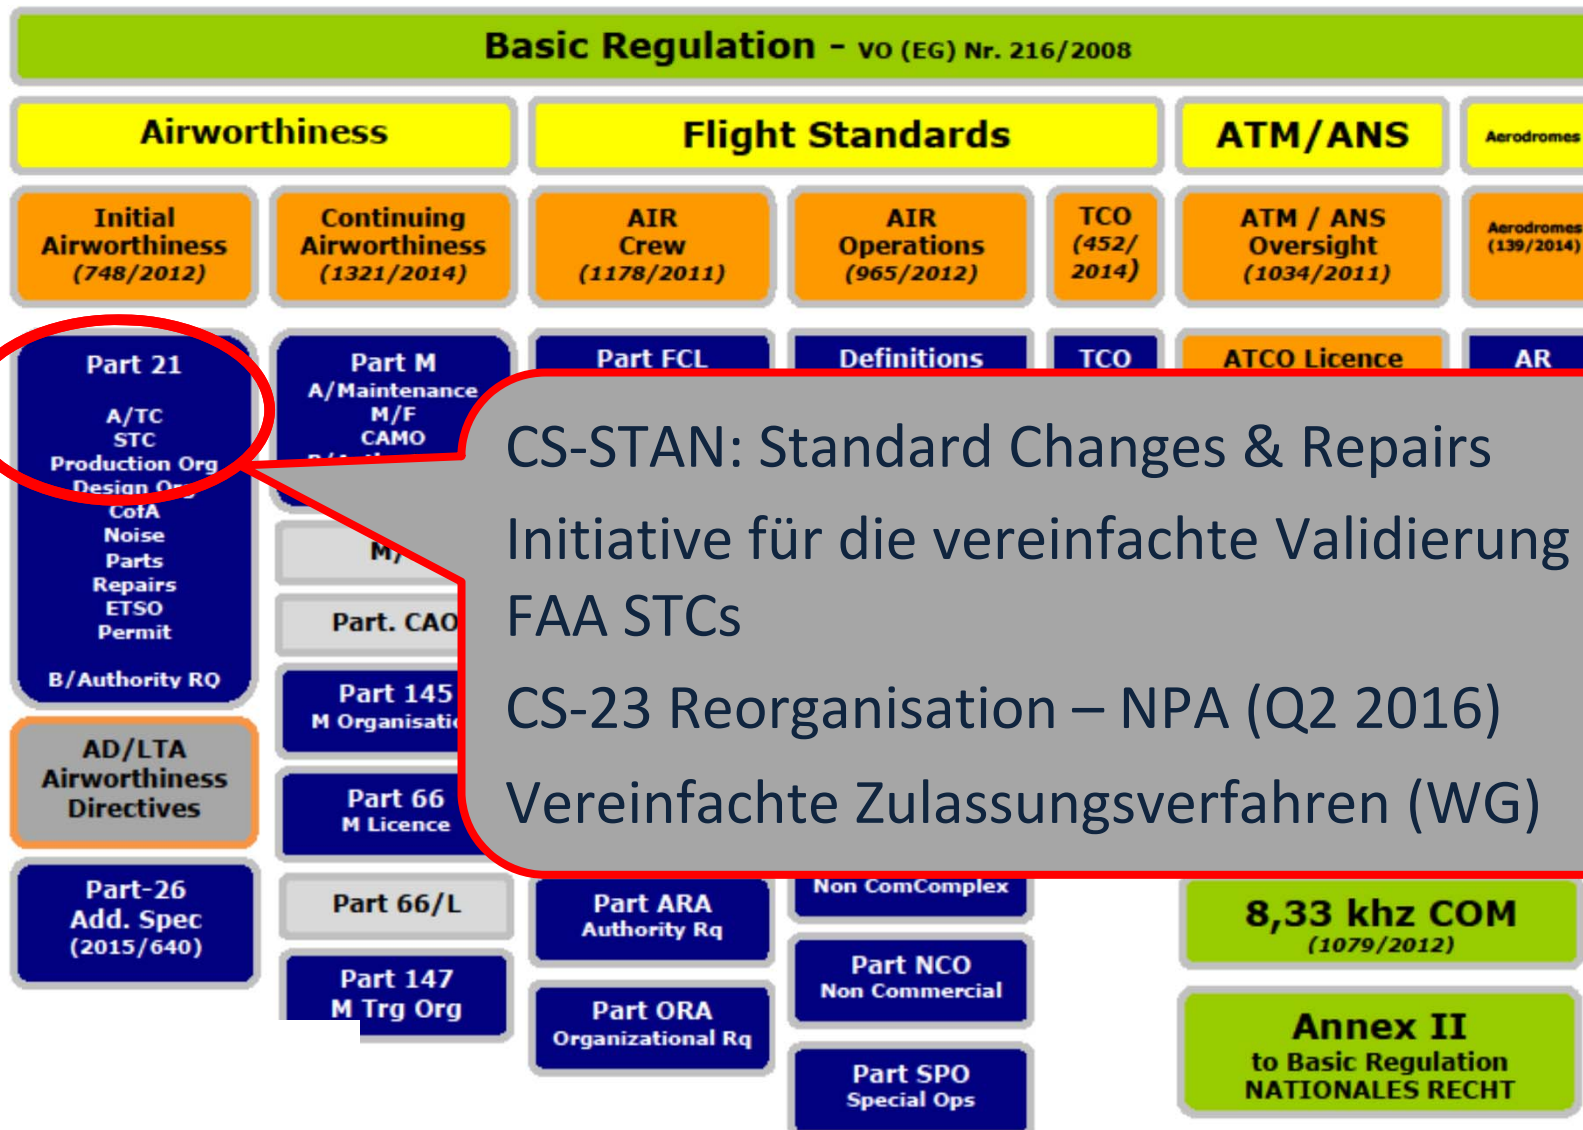 Basic Regulation - VO (EG) Nr. 216/2008
Airworthiness
Flight Standards
ATM/ANS
Aerodromes
Initial
Airworthiness
(748/2012)
Continuing
Airworthiness
(1321/2014)
AIR
Crew
(1178/2011)
AIR
Operations
(965/2012)
TCO
(452/
2014)
ATM / ANS
Oversight
(1034/2011)
Aerodromes
(139/2014)
Part 21
A/TC
STC
Production Org
Design Org
CofA
Noise
Parts
Repairs
ETSO
Permit
B/Authority RQ
AD/LTA
Airworthiness
Directives
Part-26
Add. Spec
(2015/640)
Part M
A/Maintenance
M/F
CAMO
M/
Part. CAO
Part 145
M Organisatio
Part 66
M Licence
Part 66/L
Part 147
M Trg Org
Part FCL
Part ARA
Authority Rq
Part ORA
Organizational Rq
Definitions
Non ComComplex
Part NCO
Non Commercial
Part SPO
Special Ops
TCO
ATCO Licence
AR
CS-STAN: Standard Changes & Repairs
Initiative für die vereinfachte Validierung
FAA STCs
CS-23 Reorganisation – NPA (Q2 2016)
Vereinfachte Zulassungsverfahren (WG)
8,33 khz COM
(1079/2012)
Annex II
to Basic Regulation
NATIONALES RECHT